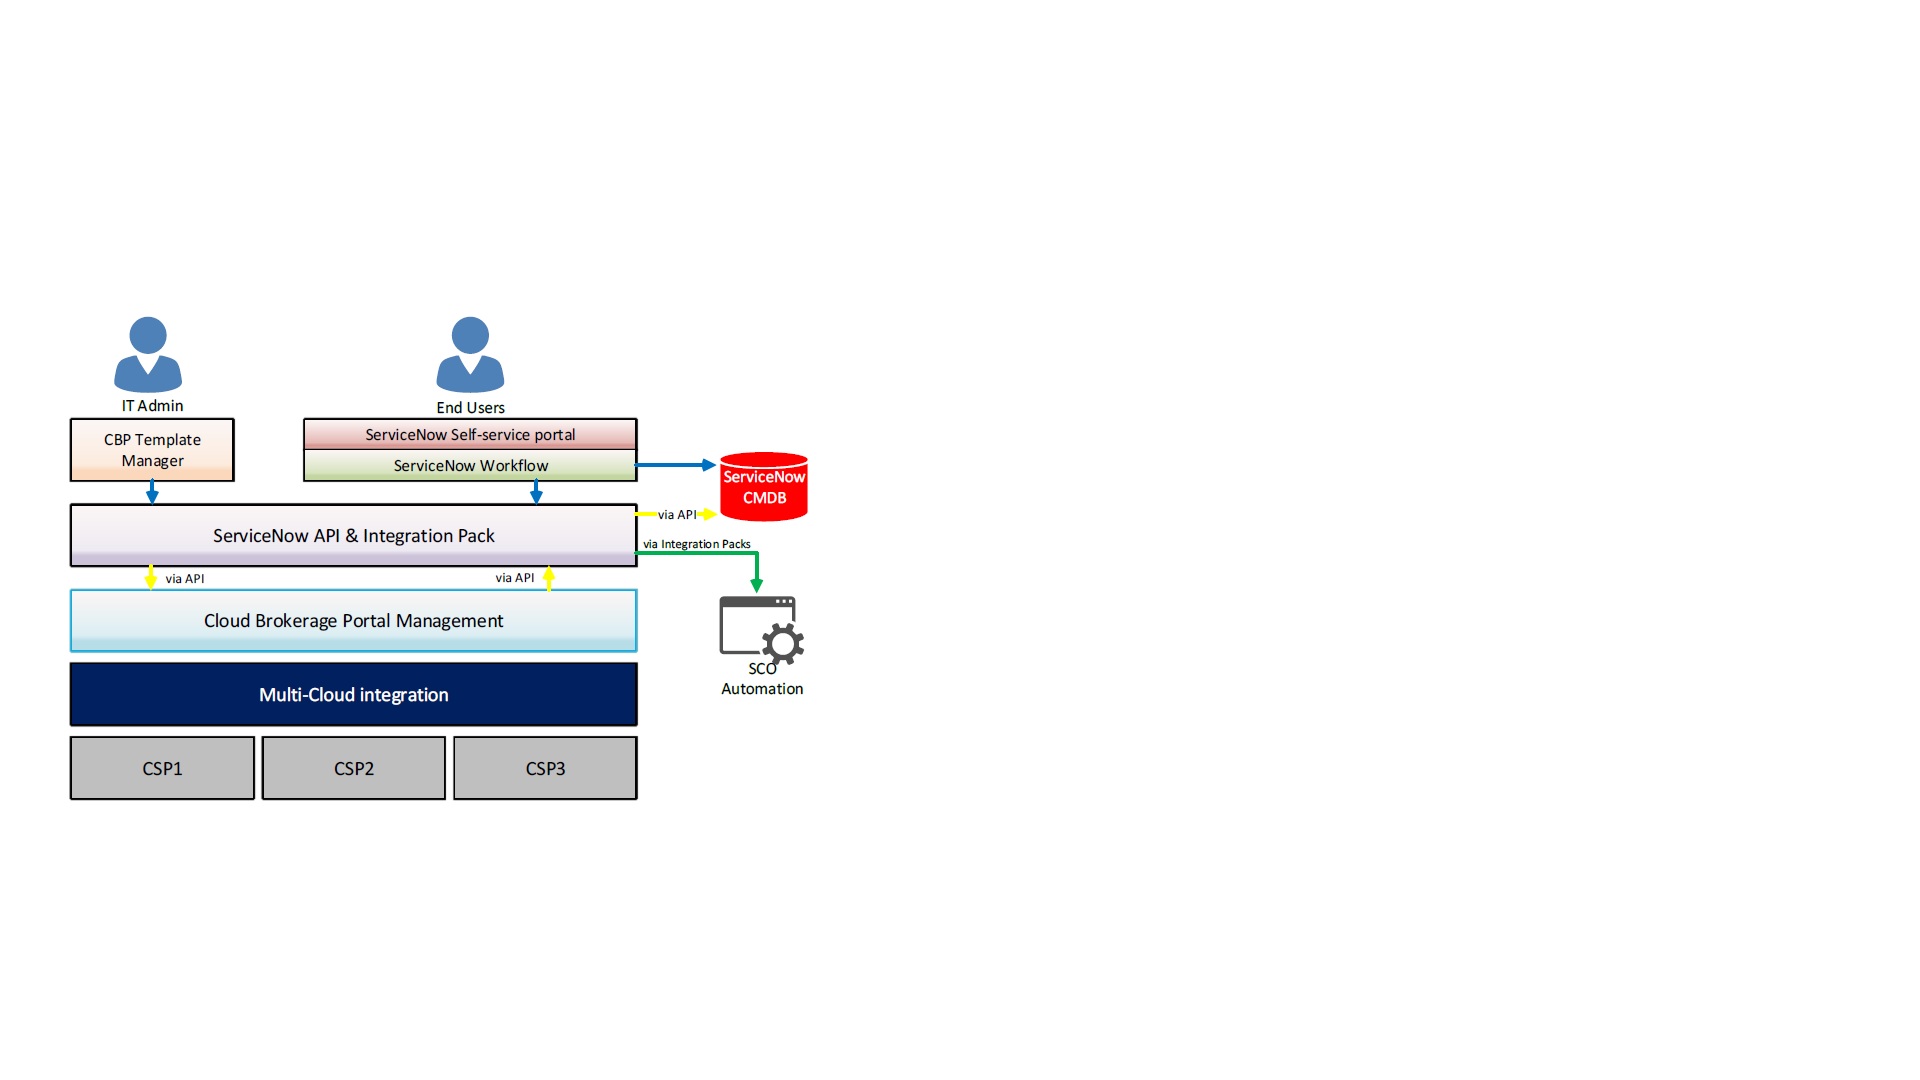 IT Admin
End Users
CBP Template
Manager
ServiceNow Self-service portal
ServiceNow Workflow
ServiceNow
CMDB
via API
ServiceNow API & Integration Pack
via Integration Packs
via API
via API
Cloud Brokerage Portal Management
SCO
Automation
Multi-Cloud integration
CSP1
CSP2
CSP3